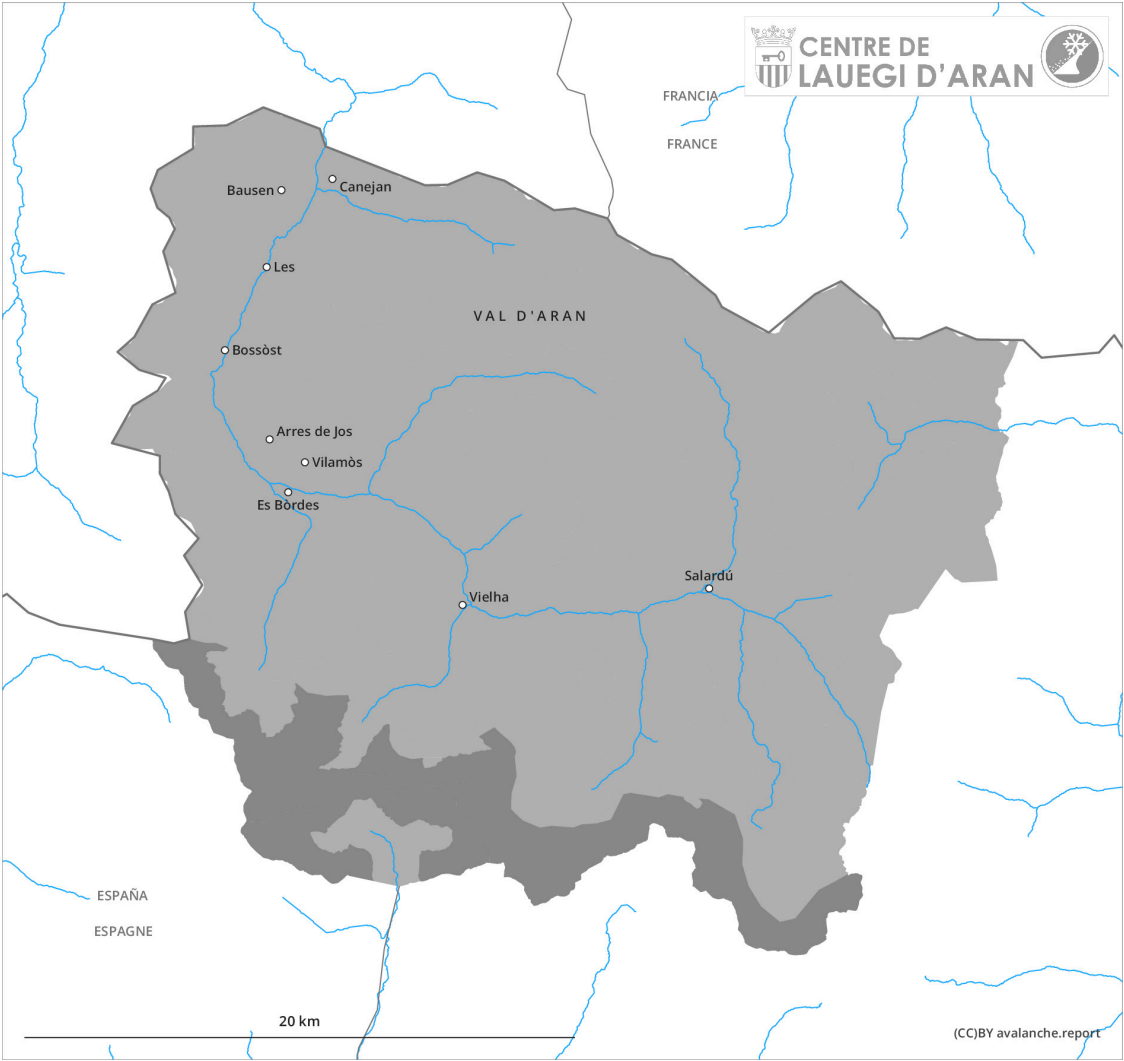 CENTRE DE
LAUEGI D'ARAN
FRANCIA
FRANCE
Bausen
Canejan
Les
VAL D'ARAN
Bossòst
Arres de Jos
Vilamòs
Es Bòrdes
Salardú
Vielha
ESPAÑA
ESPAGNE
20 km
(CC)BY avalanche.report